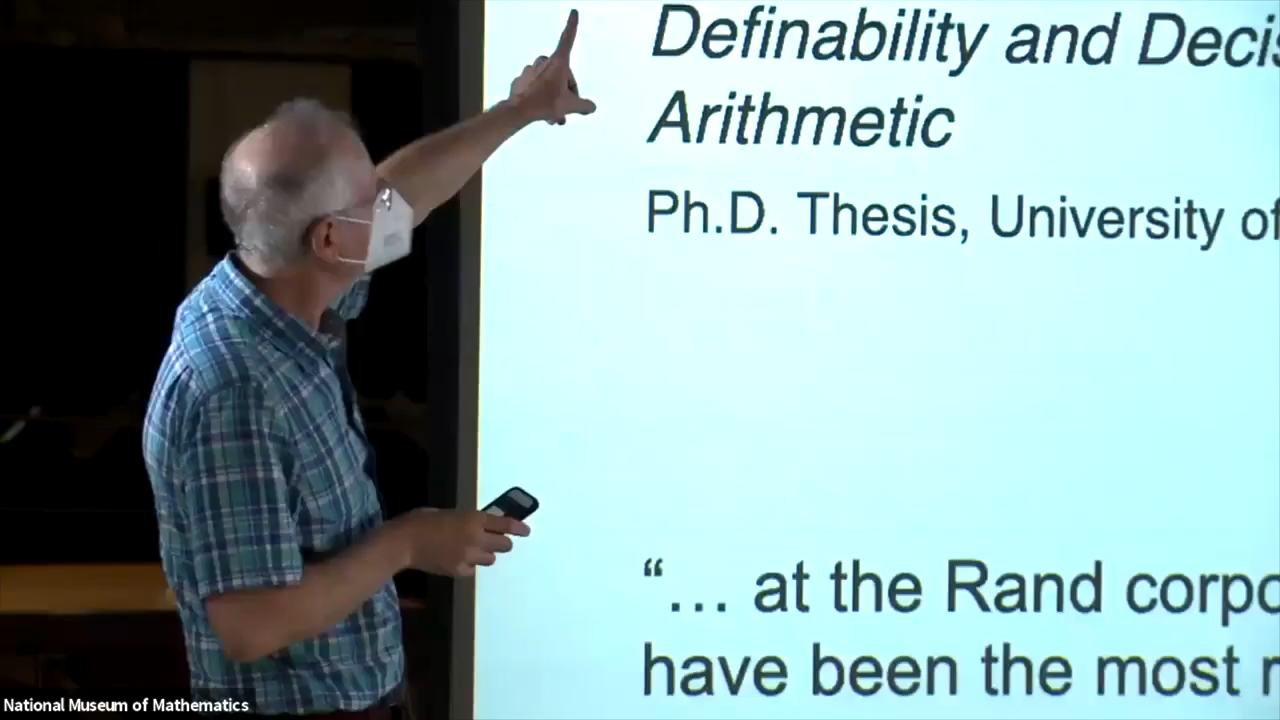 Definability and Decis
Arithmetic
Ph.D. Thesis, University of
“… at the Rand corpo
have been the most r
National Museum of Mathematics